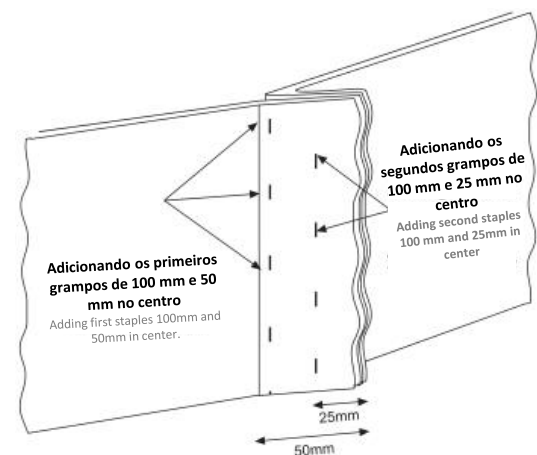 Adicionando os
segundos grampos de
100 mm e 25 mm no
centro
Adding second staples
100 mm and 25mm in
center
Adicionando os primeiros
grampos de 100 mm e 50
mm no centro
Adding first staples 100mm and
50mm in center.
25mm
50mm